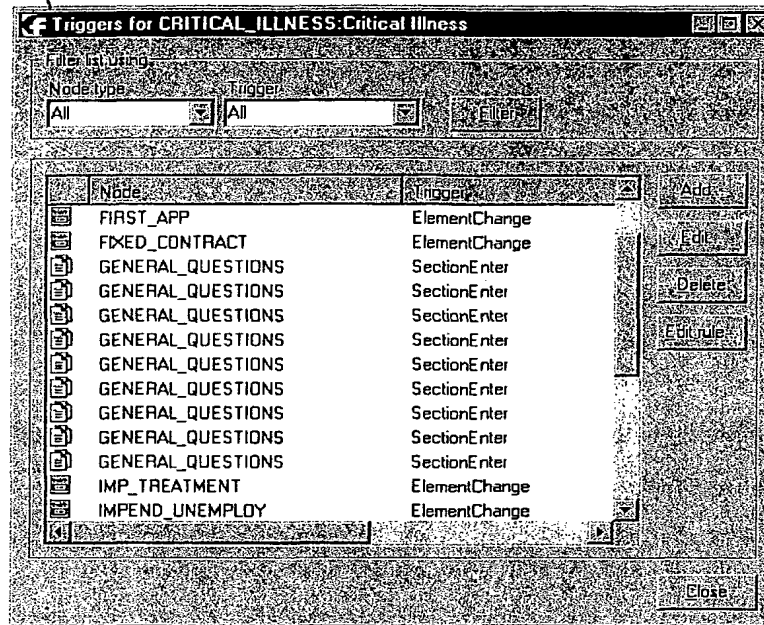 Triggers for CRITICAL_ILLNESS:Critical Illness
Filter list using
Node type Trigger
All All Filter
Node Trigger Add
FIRST_APP ElementChange
FIXED_CONTRACT ElementChange Edit
GENERAL_QUESTIONS SectionEnter
GENERAL_QUESTIONS SectionEnter Delete
GENERAL_QUESTIONS SectionEnter
GENERAL_QUESTIONS SectionEnter Edit rule
GENERAL_QUESTIONS SectionEnter
GENERAL_QUESTIONS SectionEnter
GENERAL_QUESTIONS SectionEnter
GENERAL_QUESTIONS SectionEnter
GENERAL_QUESTIONS SectionEnter
IMP_TREATMENT ElementChange
IMPEND_UNEMPLOY ElementChange
Close